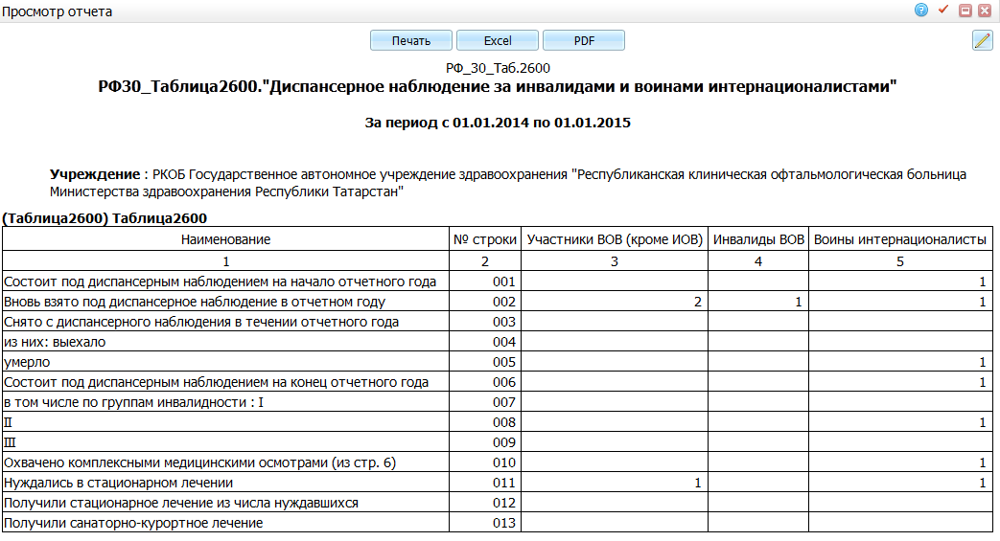 Просмотр отчета
Печать Excel PDF
РФ_30_Таб.2600
РФ30_Таблица2600."Диспансерное наблюдение за инвалидами и воинами интернационалистами"
За период с 01.01.2014 по 01.01.2015
Учреждение : РКОБ Государственное автономное учреждение здравоохранения "Республиканская клиническая офтальмологическая больница
Министерства здравоохранения Республики Татарстан"
(Таблица2600) Таблица2600
Наименование № строки Участники ВОВ (кроме ИОВ) Инвалиды ВОВ Воины интернационалисты
1 2 3 4 5
Состоит под диспансерным наблюдением на начало отчетного года 001 1
Вновь взято под диспансерное наблюдение в отчетном году 002 2 1 1
Снято с диспансерного наблюдения в течении отчетного года 003
из них: выехало 004
умерло 005 1
Состоит под диспансерным наблюдением на конец отчетного года 006 1
в том числе по группам инвалидности : I 007
II 008 1
III 009
Охвачено комплексными медицинскими осмотрами (из стр. 6) 010 1
Нуждались в стационарном лечении 011 1 1
Получили стационарное лечение из числа нуждавшихся 012
Получили санаторно-курортное лечение 013